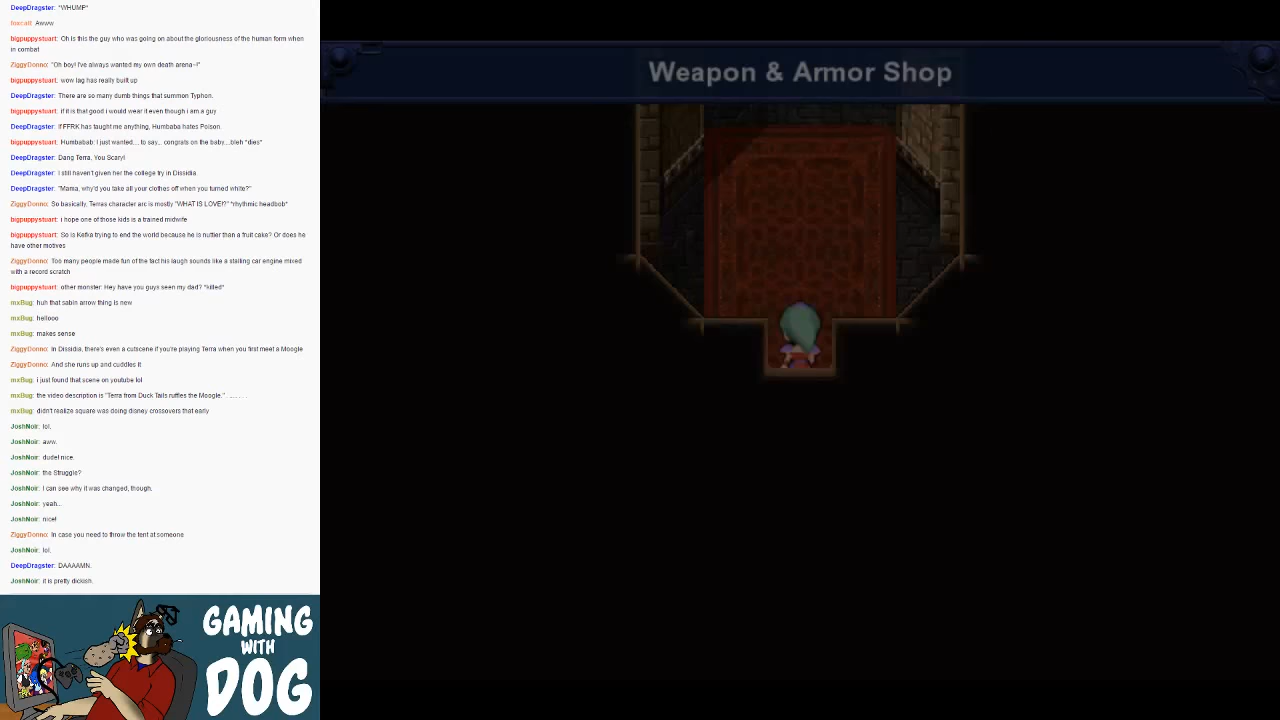 DeepDragster: *WHUMP*
foxcall: Awww
bigpuppystuart: Oh is this the guy who was going on about the gloriousness of the human form when
in combat
ZiggyDonno: "Oh boy! I've always wanted my own death arena--!"
bigpuppystuart: wow lag has really built up
DeepDragster: There are so many dumb things that summon Typhon.
bigpuppystuart: if it is that good i would wear it even though i am a guy
DeepDragster: If FFRK has taught me anything, Humbaba hates Poison.
bigpuppystuart: Humbabab: I just wanted.... to say... congrats on the baby....bleh *dies*
DeepDragster: Dang Terra, You Scary!
DeepDragster: I still haven't given her the college try in Dissidia.
DeepDragster: "Mama, why'd you take all your clothes off when you turned white?"
ZiggyDonno: So basically, Terras character arc is mostly "WHAT IS LOVE!?" *rhythmic headbob*
bigpuppystuart: i hope one of those kids is a trained midwife
bigpuppystuart: So is Kefka trying to end the world because he is nuttier than a fruit cake? Or does he
have other motives
ZiggyDonno: Too many people made fun of the fact his laugh sounds like a stalling car engine mixed
with a record scratch
bigpuppystuart: other monster: Hey have you guys seen my dad? *killed*
mxBug: huh that sabin arrow thing is new
mxBug: hellooo
mxBug: makes sense
ZiggyDonno: In Dissidia, there's even a cutscene if you're playing Terra when you first meet a Moogle
ZiggyDonno: And she runs up and cuddles it
mxBug: i just found that scene on youtube lol
mxBug: the video description is "Terra from Duck Tails ruffles the Moogle." . . . . . .
mxBug: didn't realize square was doing disney crossovers that early
JoshNoir: lol.
JoshNoir: aww.
JoshNoir: dude! nice.
JoshNoir: the Struggle?
JoshNoir: I can see why it was changed, though.
JoshNoir: yeah...
JoshNoir: nice!
ZiggyDonno: In case you need to throw the tent at someone
JoshNoir: lol.
DeepDragster: DAAAAMN.
JoshNoir: it is pretty dickish.
GAMING
WITH
DOG
Weapon & Armor Shop